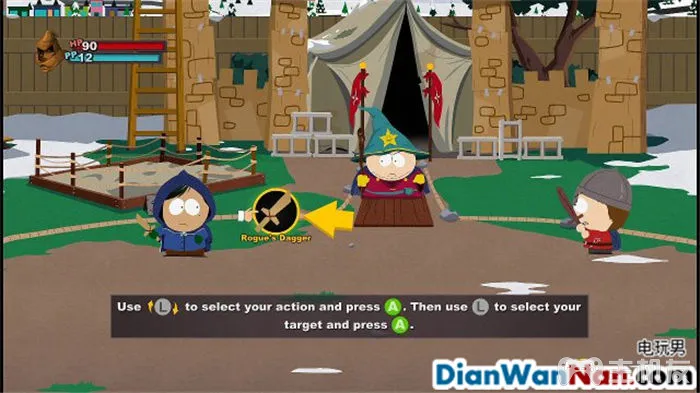 HP 90
PP 12
Rogue's Dagger
Use L to select your action and press A. Then use L to select your
target and press A.
电玩男
DianWanNan.com